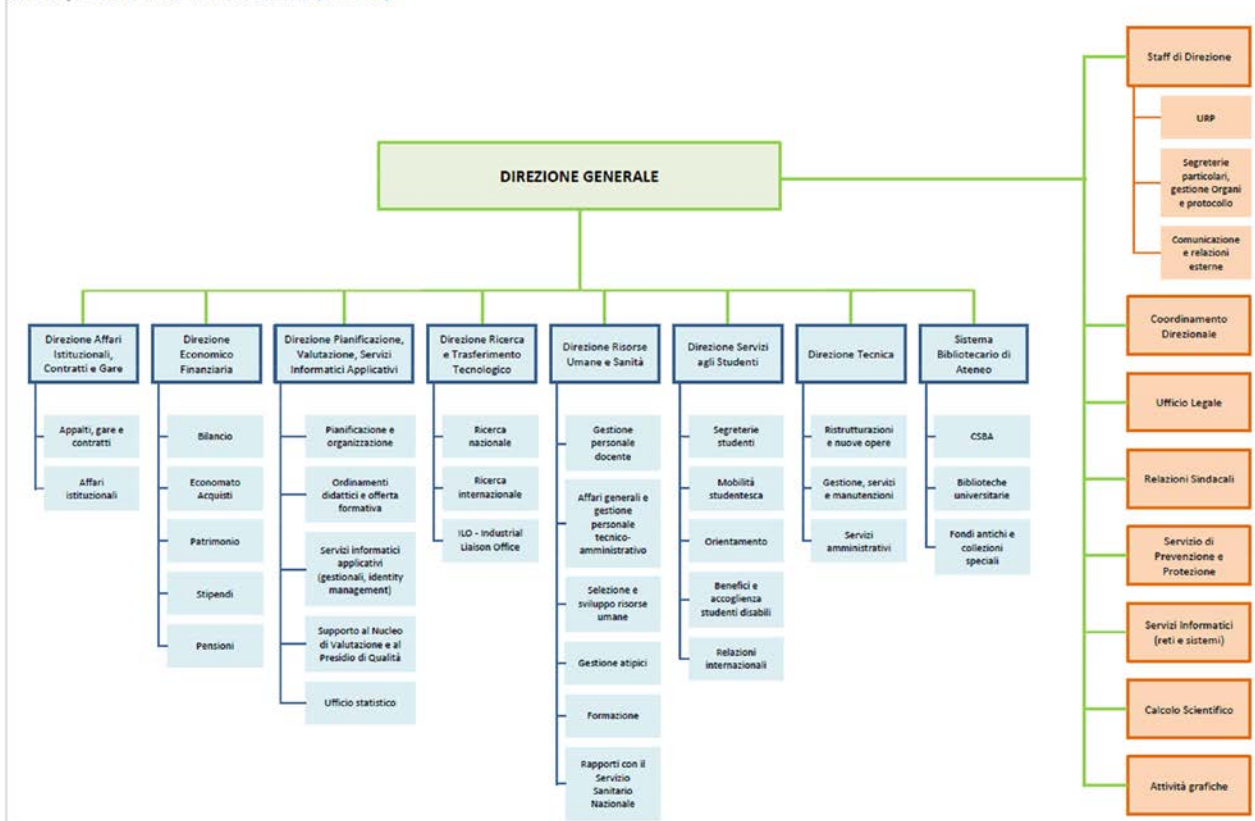 DIREZIONE GENERALE
Direzione Affari
Istituzionali,
Contratti e Gare
Appalti, gare e
contratti
Affari
istituzionali
Direzione
Economico
Finanziaria
Bilancio
Economato
Acquisti
Patrimonio
Stipendi
Pensioni
Direzione Pianificazione,
Valutazione, Servizi
Informatici Applicativi
Pianificazione e
organizzazione
Ordinamenti
didattici e offerta
formativa
Servizi informatici
applicativi
(gestionali, identity
management)
Supporto al Nucleo
di Valutazione e al
Presidio di Qualità
Ufficio statistico
Direzione Ricerca
e Trasferimento
Tecnologico
Ricerca
nazionale
Ricerca
internazionale
ILO - Industrial
Liaison Office
Direzione Risorse
Umane e Sanità
Gestione
personale
docente
Affari generali e
gestione
personale
tecnico-
amministrativo
Selezione e
sviluppo risorse
umane
Gestione atipici
Formazione
Rapporti con il
Servizio
Sanitario
Nazionale
Direzione Servizi
agli Studenti
Segreterie
studenti
Mobilità
studentesca
Orientamento
Benefici e
accoglienza
studenti disabili
Relazioni
internazionali
Direzione Tecnica
Ristrutturazioni
e nuove opere
Gestione, servizi
e manutenzioni
Servizi
amministrativi
Sistema
Bibliotecario di
Ateneo
CSBA
Biblioteche
universitarie
Fondi antichi e
collezioni
speciali
Staff di Direzione
URP
Segreterie
particolari,
gestione Organi
e protocollo
Comunicazione
e relazioni
esterne
Coordinamento
Direzionale
Ufficio Legale
Relazioni Sindacali
Servizio di
Prevenzione e
Protezione
Servizi Informatici
(reti e sistemi)
Calcolo Scientifico
Attività grafiche